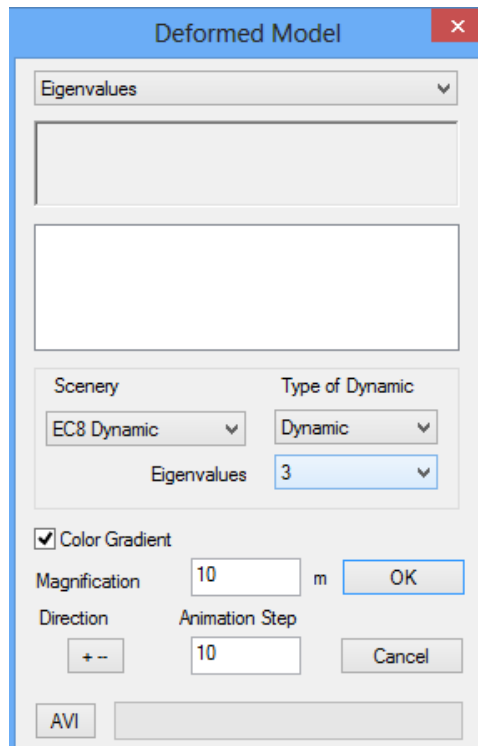 Deformed Model
Eigenvalues
Scenery Type of Dynamic
EC8 Dynamic Dynamic
Eigenvalues 3
Color Gradient
Magnification 10 m OK
Direction Animation Step
+ -- 10 Cancel
AVI